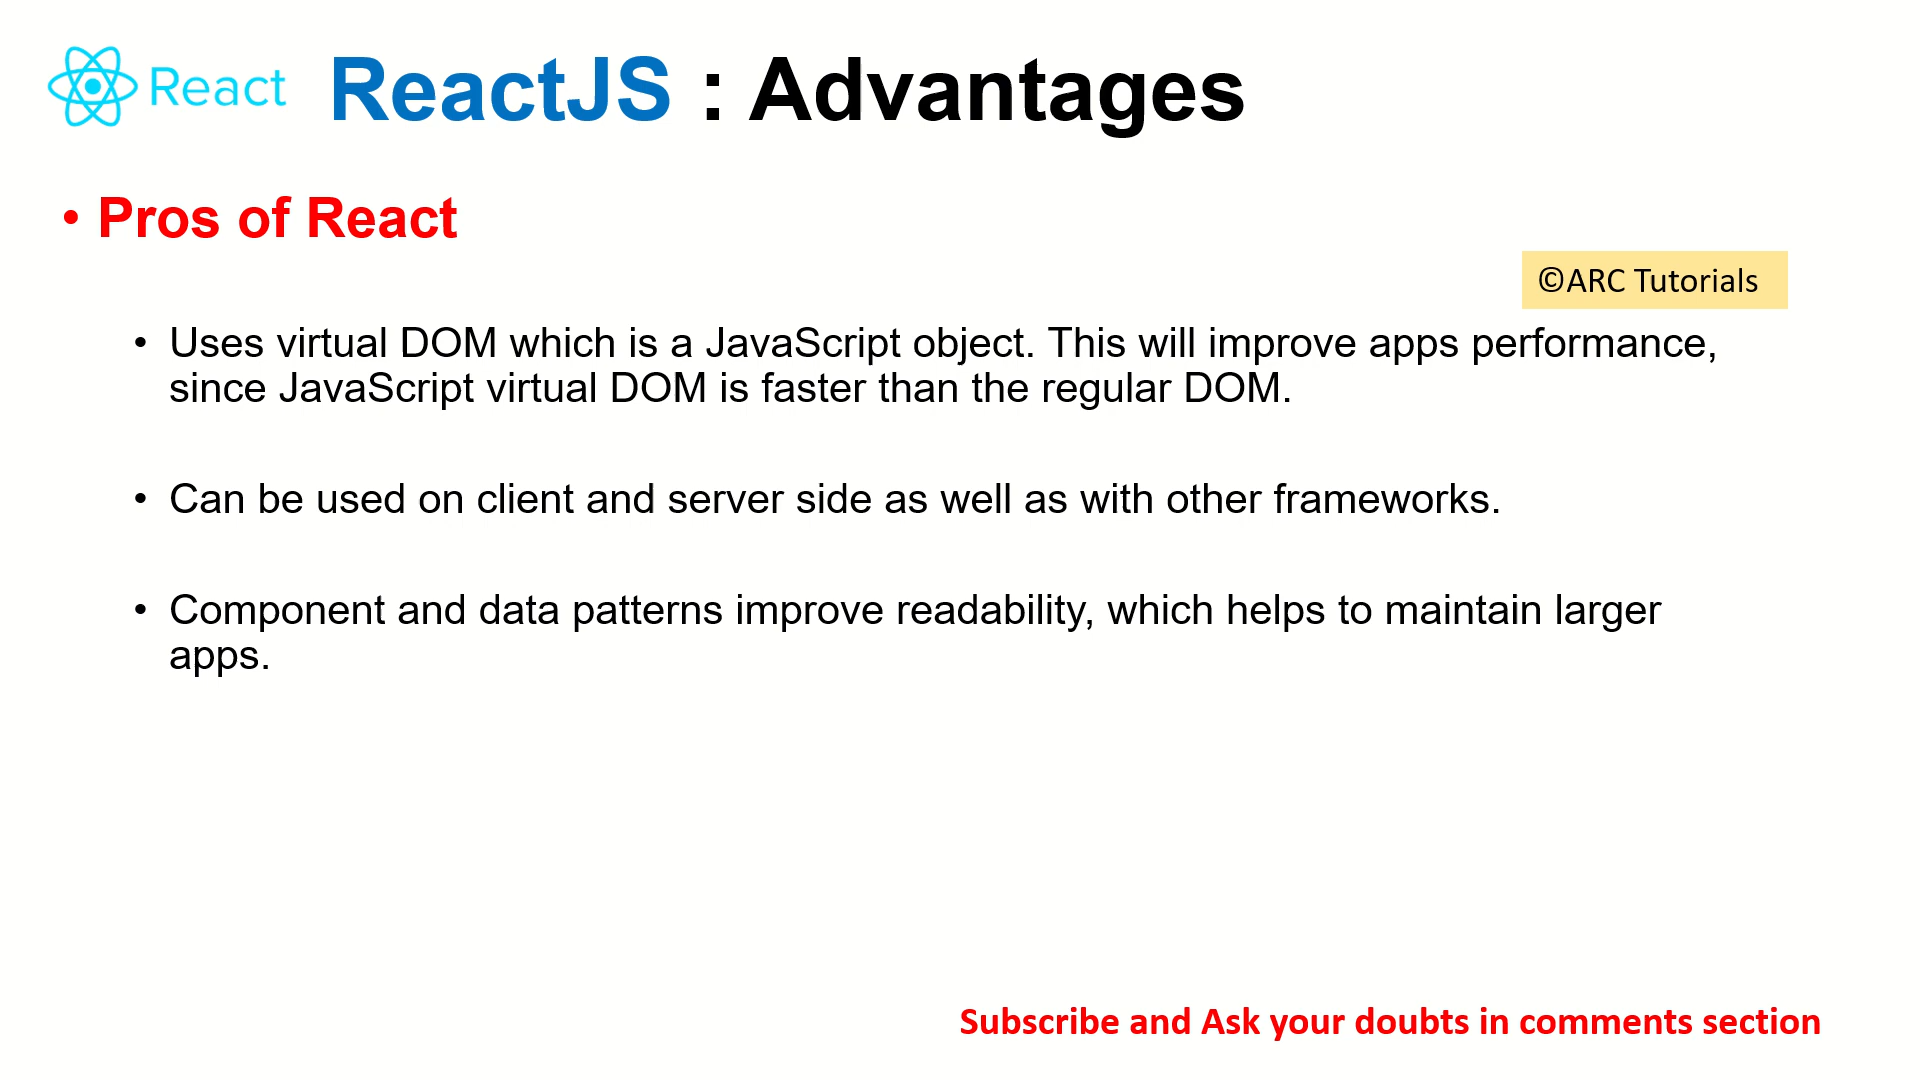 React
ReactJS : Advantages
• Pros of React
©ARC Tutorials
• Uses virtual DOM which is a JavaScript object. This will improve apps performance,
since JavaScript virtual DOM is faster than the regular DOM.
• Can be used on client and server side as well as with other frameworks.
• Component and data patterns improve readability, which helps to maintain larger
apps.
Subscribe and Ask your doubts in comments section